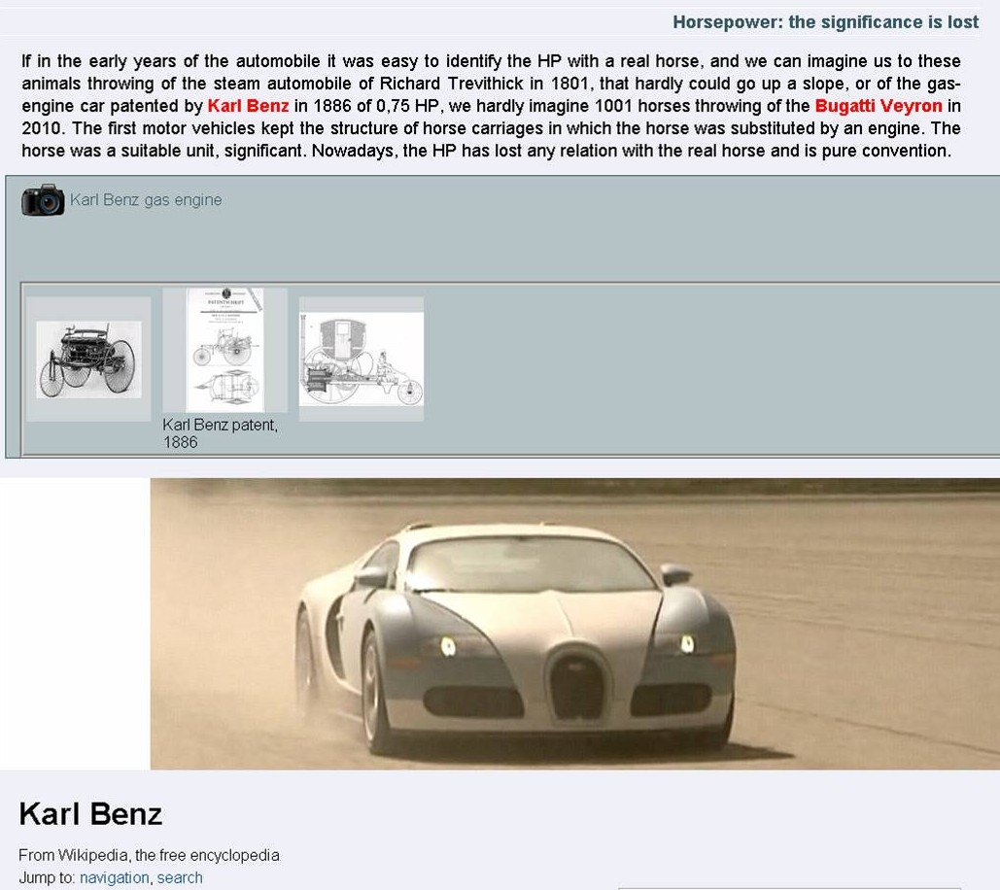 Horsepower: the significance is lost
If in the early years of the automobile it was easy to identify the HP with a real horse, and we can imagine us to these
animals throwing of the steam automobile of Richard Trevithick in 1801, that hardly could go up a slope, or of the gas-
engine car patented by Karl Benz in 1886 of 0,75 HP, we hardly imagine 1001 horses throwing of the Bugatti Veyron in
2010. The first motor vehicles kept the structure of horse carriages in which the horse was substituted by an engine. The
horse was a suitable unit, significant. Nowadays, the HP has lost any relation with the real horse and is pure convention.
Karl Benz gas engine
PATENTSCHRIFT
Karl Benz patent,
1886
Karl Benz
From Wikipedia, the free encyclopedia
Jump to: navigation, search